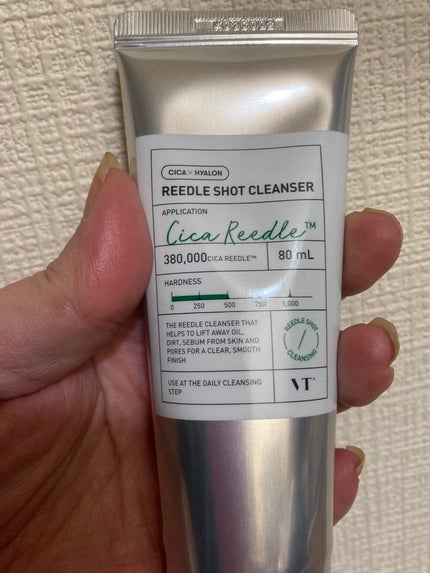 CICA × HYALON
REEDLE SHOT CLEANSER
APPLICATION
Cica Reedle™
380,000 CICA REEDLE™ 80 mL
HARDNESS
0 250 500 750 1,000
THE REEDLE CLEANSER THAT
HELPS TO LIFT AWAY OIL,
DIRT, SEBUM FROM SKIN AND
PORES FOR A CLEAR, SMOOTH
FINISH
REEDLE SHOT
CLEANSING
USE AT THE DAILY CLEANSING
STEP
VT®